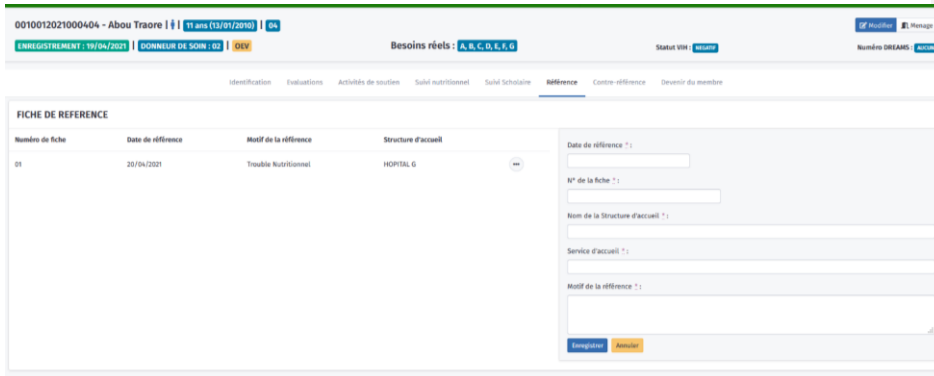 0010012021000404 - Abou Traore | | 11 ans (13/01/2010) | 04
Modifier Menage
ENREGISTREMENT : 19/04/2021 | DONNEUR DE SOIN : 02 | OEV
Besoins réels : A, B, C, D, E, F, G
Statut VIH : NEGATIF
Numéro DREAMS : AUCUN
Identification Evaluations Activités de soutien Suivi nutritionnel Suivi Scholaire Référence Contre-référence Devenir du membre
FICHE DE REFERENCE
Numéro de fiche Date de référence Motif de la référence Structure d'accueil
01 20/04/2021 Trouble Nutritionnel HOPITAL G
Date de référence * :
N° de la fiche * :
Nom de la Structure d'accueil * :
Service d'accueil * :
Motif de la référence * :
Enregistrer Annuler